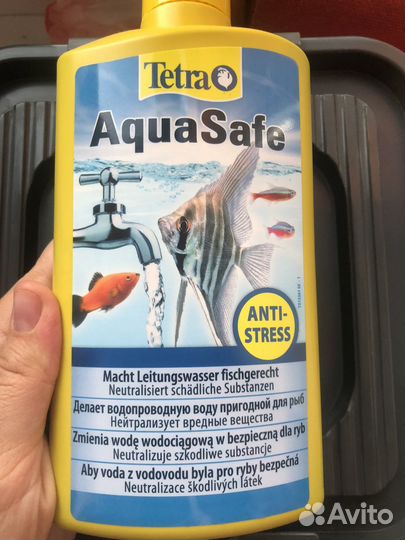 Tetra
AquaSafe
ANTI-
STRESS
Macht Leitungswasser fischgerecht
Neutralisiert schädliche Substanzen
Делает водопроводную воду пригодной для рыб
Нейтрализует вредные вещества
Zmienia wodę wodociągową w bezpieczną dla ryb
Neutralizuje szkodliwe substancje
Aby voda z vodovodu byla pro ryby bezpečná
Neutralizace škodlivých látek
Avito